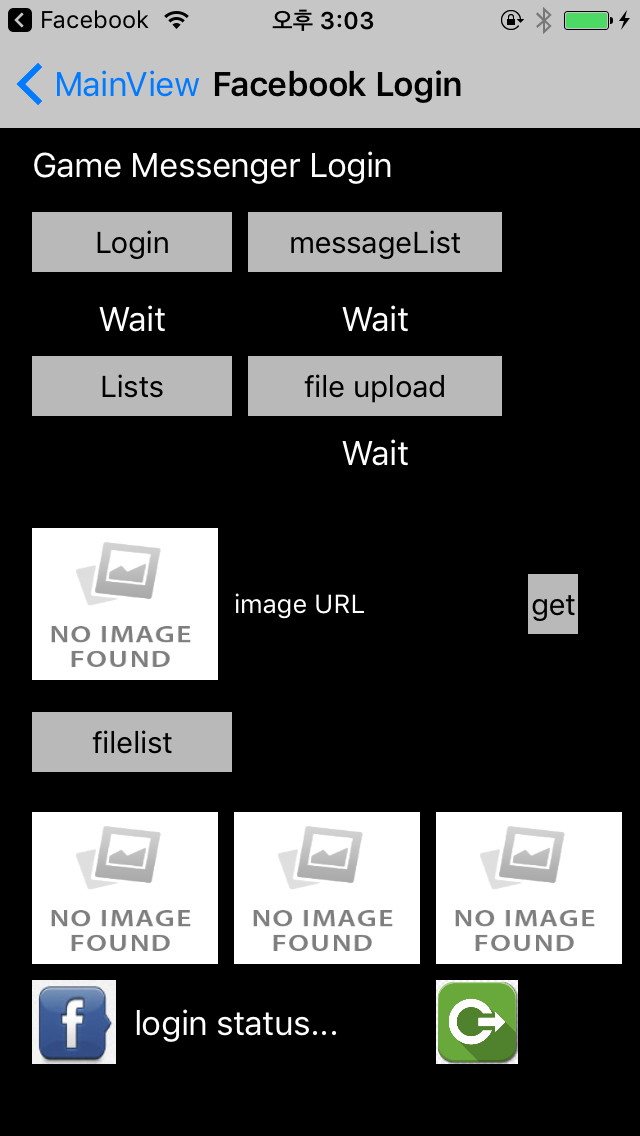 Facebook 오후 3:03
MainView Facebook Login
Game Messenger Login
Login messageList
Wait Wait
Lists file upload
Wait
NO IMAGE
FOUND
image URL get
filelist
NO IMAGE NO IMAGE NO IMAGE
FOUND FOUND FOUND
f login status...